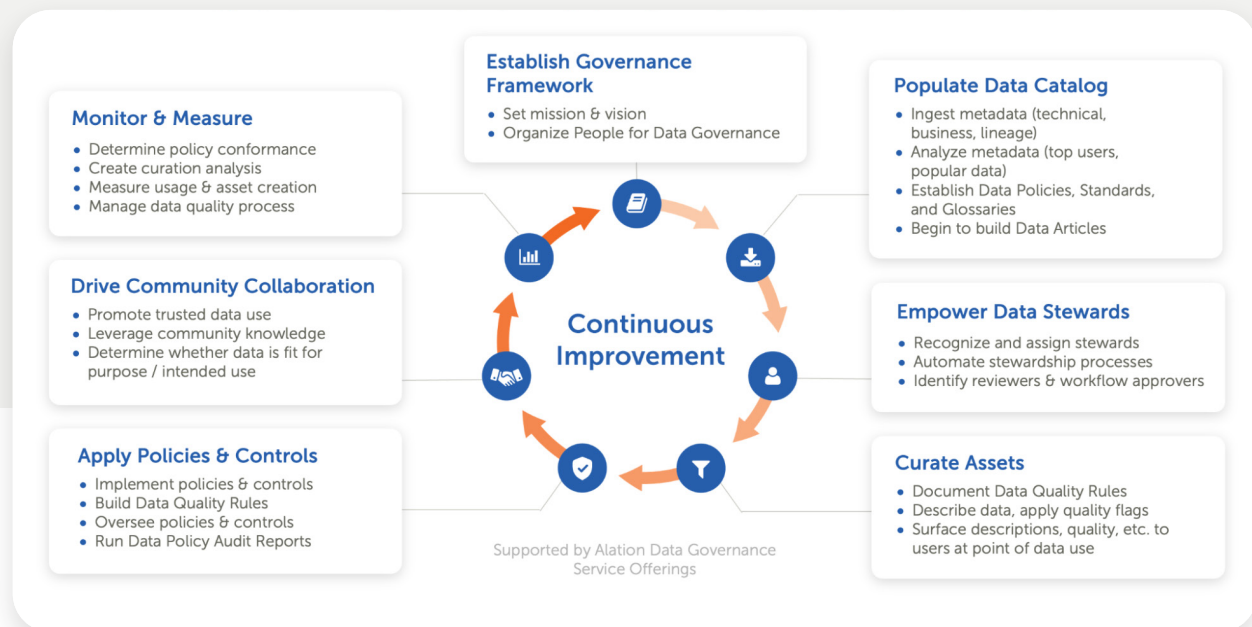 Establish Governance
Framework
• Set mission & vision
• Organize People for Data Governance
Populate Data Catalog
• Ingest metadata (technical,
business, lineage)
• Analyze metadata (top users,
popular data)
• Establish Data Policies, Standards,
and Glossaries
• Begin to build Data Articles
Empower Data Stewards
• Recognize and assign stewards
• Automate stewardship processes
• Identify reviewers & workflow approvers
Curate Assets
• Document Data Quality Rules
• Describe data, apply quality flags
• Surface descriptions, quality, etc. to
users at point of data use
Apply Policies & Controls
• Implement policies & controls
• Build Data Quality Rules
• Oversee policies & controls
• Run Data Policy Audit Reports
Drive Community Collaboration
• Promote trusted data use
• Leverage community knowledge
• Determine whether data is fit for
purpose / intended use
Monitor & Measure
• Determine policy conformance
• Create curation analysis
• Measure usage & asset creation
• Manage data quality process
Continuous
Improvement
Supported by Alation Data Governance
Service Offerings